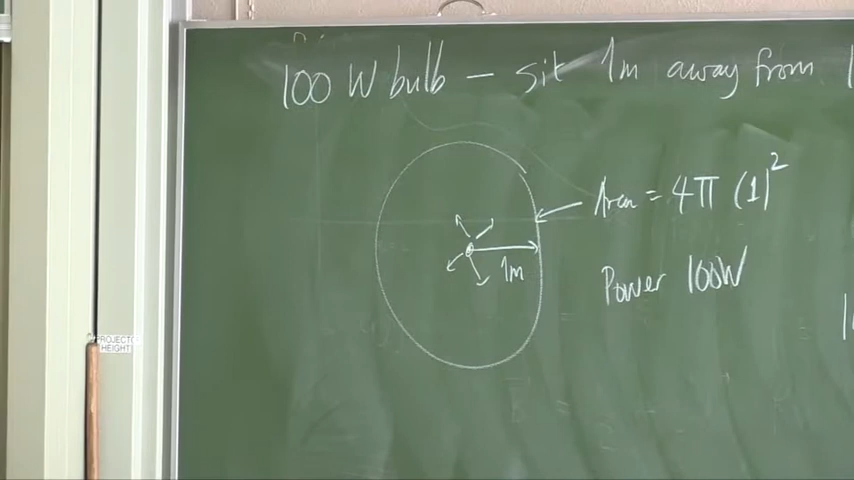 100 W bulb — sit 1m away from
Area = 4π (1)²
1m
Power 100W
PROJECTOR
HEIGHT